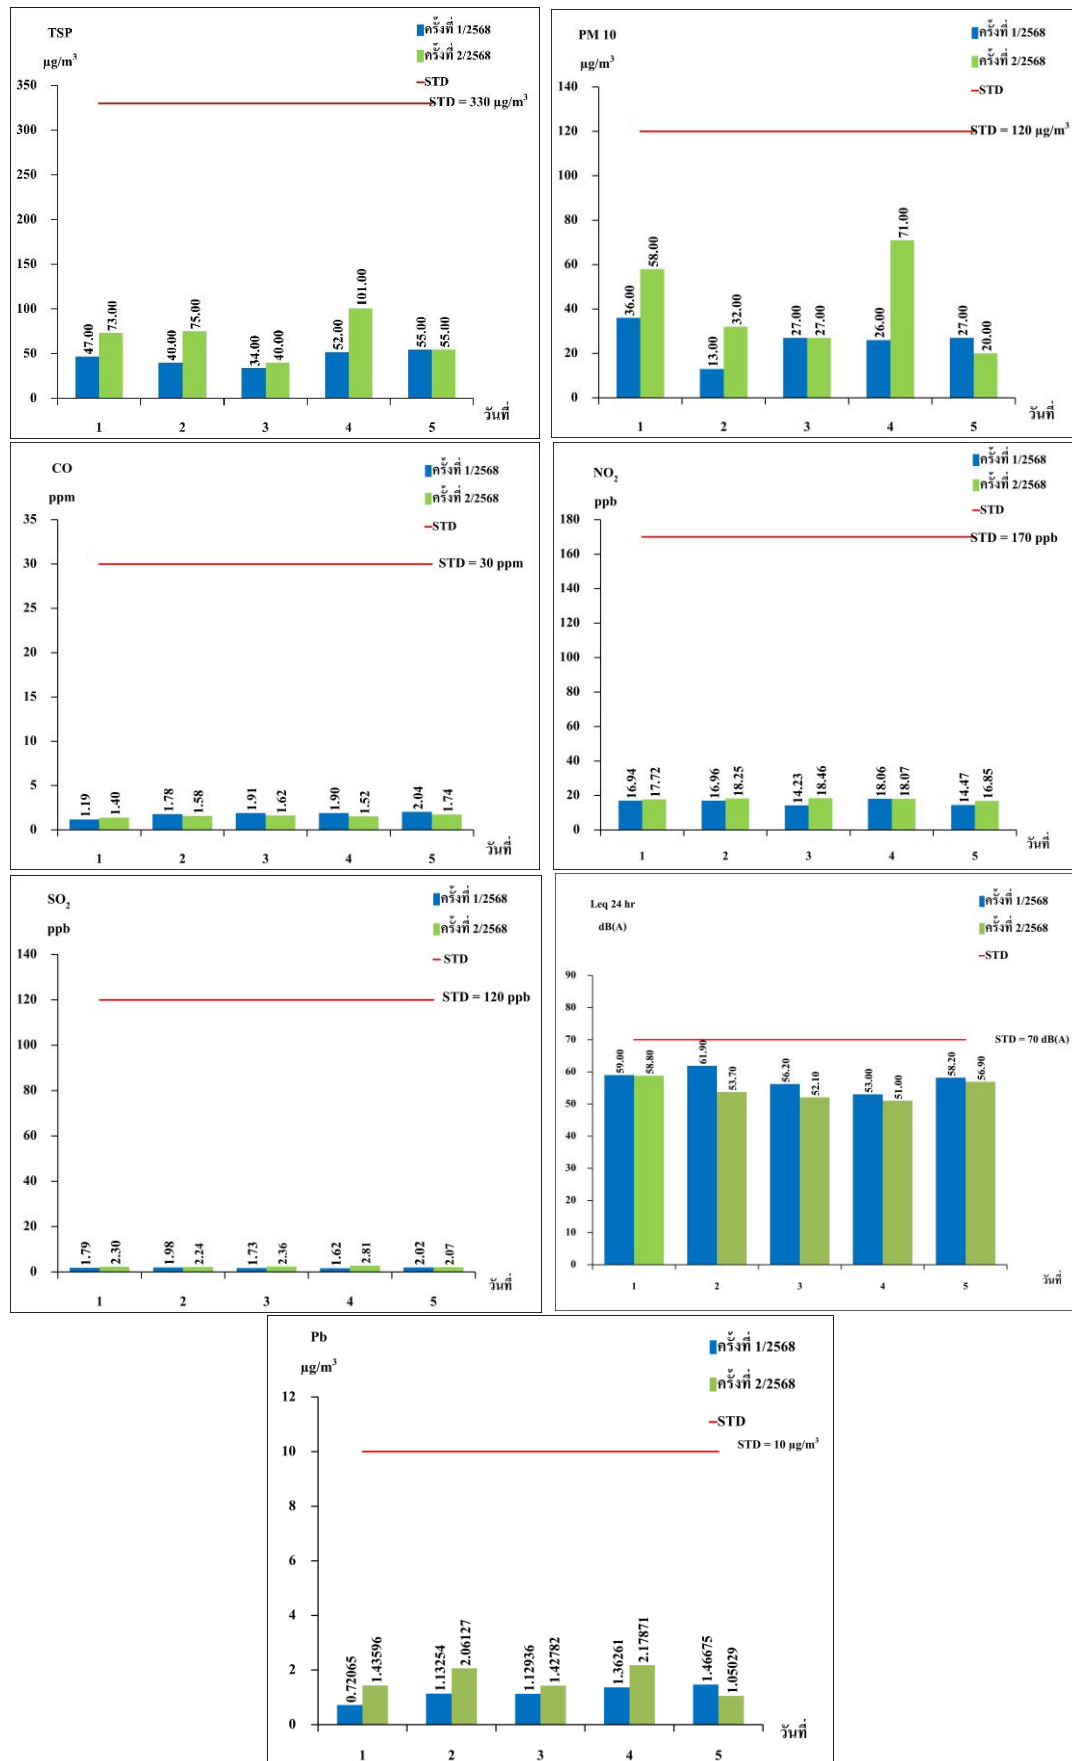 TSP
µg/m³
ครั้งที่ 1/2568
ครั้งที่ 2/2568
STD
STD = 330 µg/m³
350
300
250
200
150
100
50
0
47.00 73.00 40.00 75.00 34.00 40.00 52.00 101.00 55.00 55.00
1 2 3 4 5
วันที่
PM 10
µg/m³
ครั้งที่ 1/2568
ครั้งที่ 2/2568
STD
STD = 120 µg/m³
140
120
100
80
60
40
20
0
36.00 58.00 13.00 32.00 27.00 27.00 26.00 71.00 27.00 20.00
1 2 3 4 5
วันที่
CO
ppm
ครั้งที่ 1/2568
ครั้งที่ 2/2568
STD
STD = 30 ppm
35
30
25
20
15
10
5
0
1.19 1.40 1.78 1.58 1.91 1.62 1.90 1.52 2.04 1.74
1 2 3 4 5
วันที่
NO₂
ppb
ครั้งที่ 1/2568
ครั้งที่ 2/2568
STD
STD = 170 ppb
180
160
140
120
100
80
60
40
20
0
16.94 17.72 16.96 18.25 14.23 18.46 18.06 18.07 14.47 16.85
1 2 3 4 5
วันที่
SO₂
ppb
ครั้งที่ 1/2568
ครั้งที่ 2/2568
STD
STD = 120 ppb
140
120
100
80
60
40
20
0
1.79 2.30 1.98 2.24 1.73 2.36 1.62 2.81 2.02 2.07
1 2 3 4 5
วันที่
Leq 24 hr
dB(A)
ครั้งที่ 1/2568
ครั้งที่ 2/2568
STD
STD = 70 dB(A)
90
80
70
60
50
40
30
20
10
0
59.00 58.80 61.90 53.70 56.20 52.10 53.00 51.00 58.20 56.90
1 2 3 4 5
วันที่
Pb
µg/m³
ครั้งที่ 1/2568
ครั้งที่ 2/2568
STD
STD = 10 µg/m³
12
10
8
6
4
2
0
0.72065 1.43596 1.13254 2.06127 1.12936 1.42782 1.36261 2.17871 1.46675 1.05029
1 2 3 4 5
วันที่